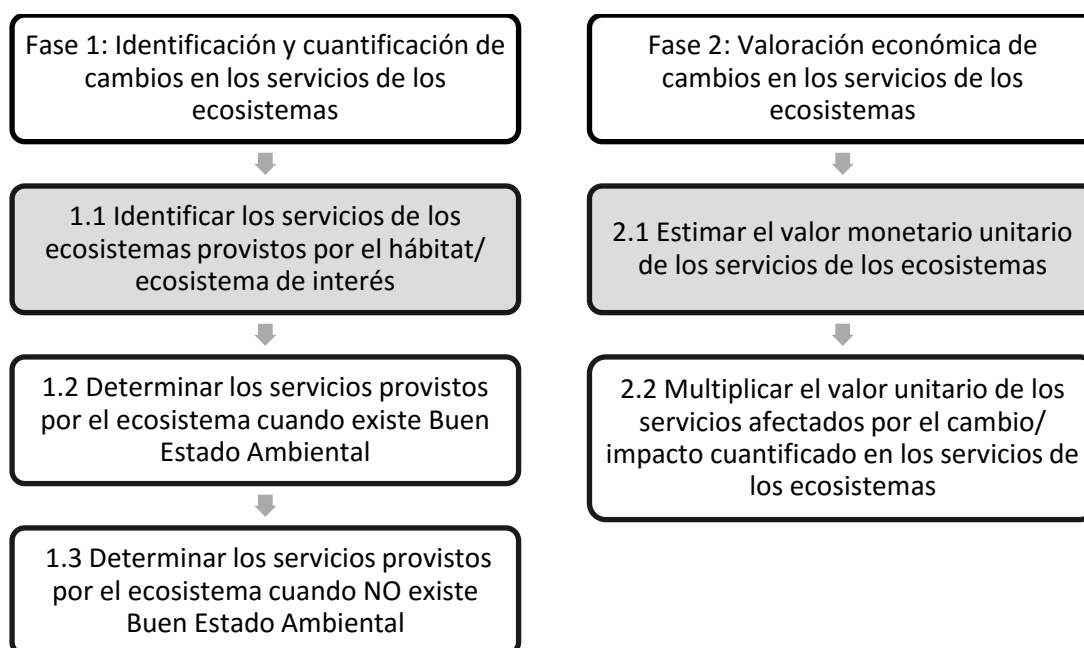 Fase 1: Identificación y cuantificación de
cambios en los servicios de los
ecosistemas
1.1 Identificar los servicios de los
ecosistemas provistos por el hábitat/
ecosistema de interés
1.2 Determinar los servicios provistos
por el ecosistema cuando existe Buen
Estado Ambiental
1.3 Determinar los servicios provistos
por el ecosistema cuando NO existe
Buen Estado Ambiental
Fase 2: Valoración económica de
cambios en los servicios de los
ecosistemas
2.1 Estimar el valor monetario unitario
de los servicios de los ecosistemas
2.2 Multiplicar el valor unitario de los
servicios afectados por el cambio/
impacto cuantificado en los servicios de
los ecosistemas